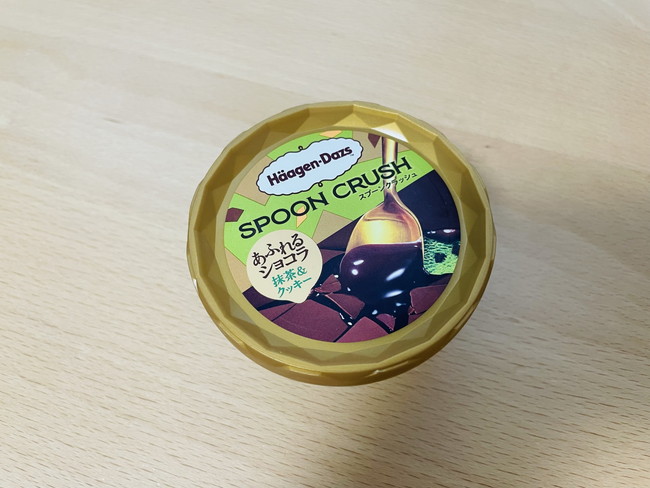 Häagen-Dazs
SPOON CRUSH
スプーンクラッシュ
あふれる
ショコラ
抹茶&
クッキー